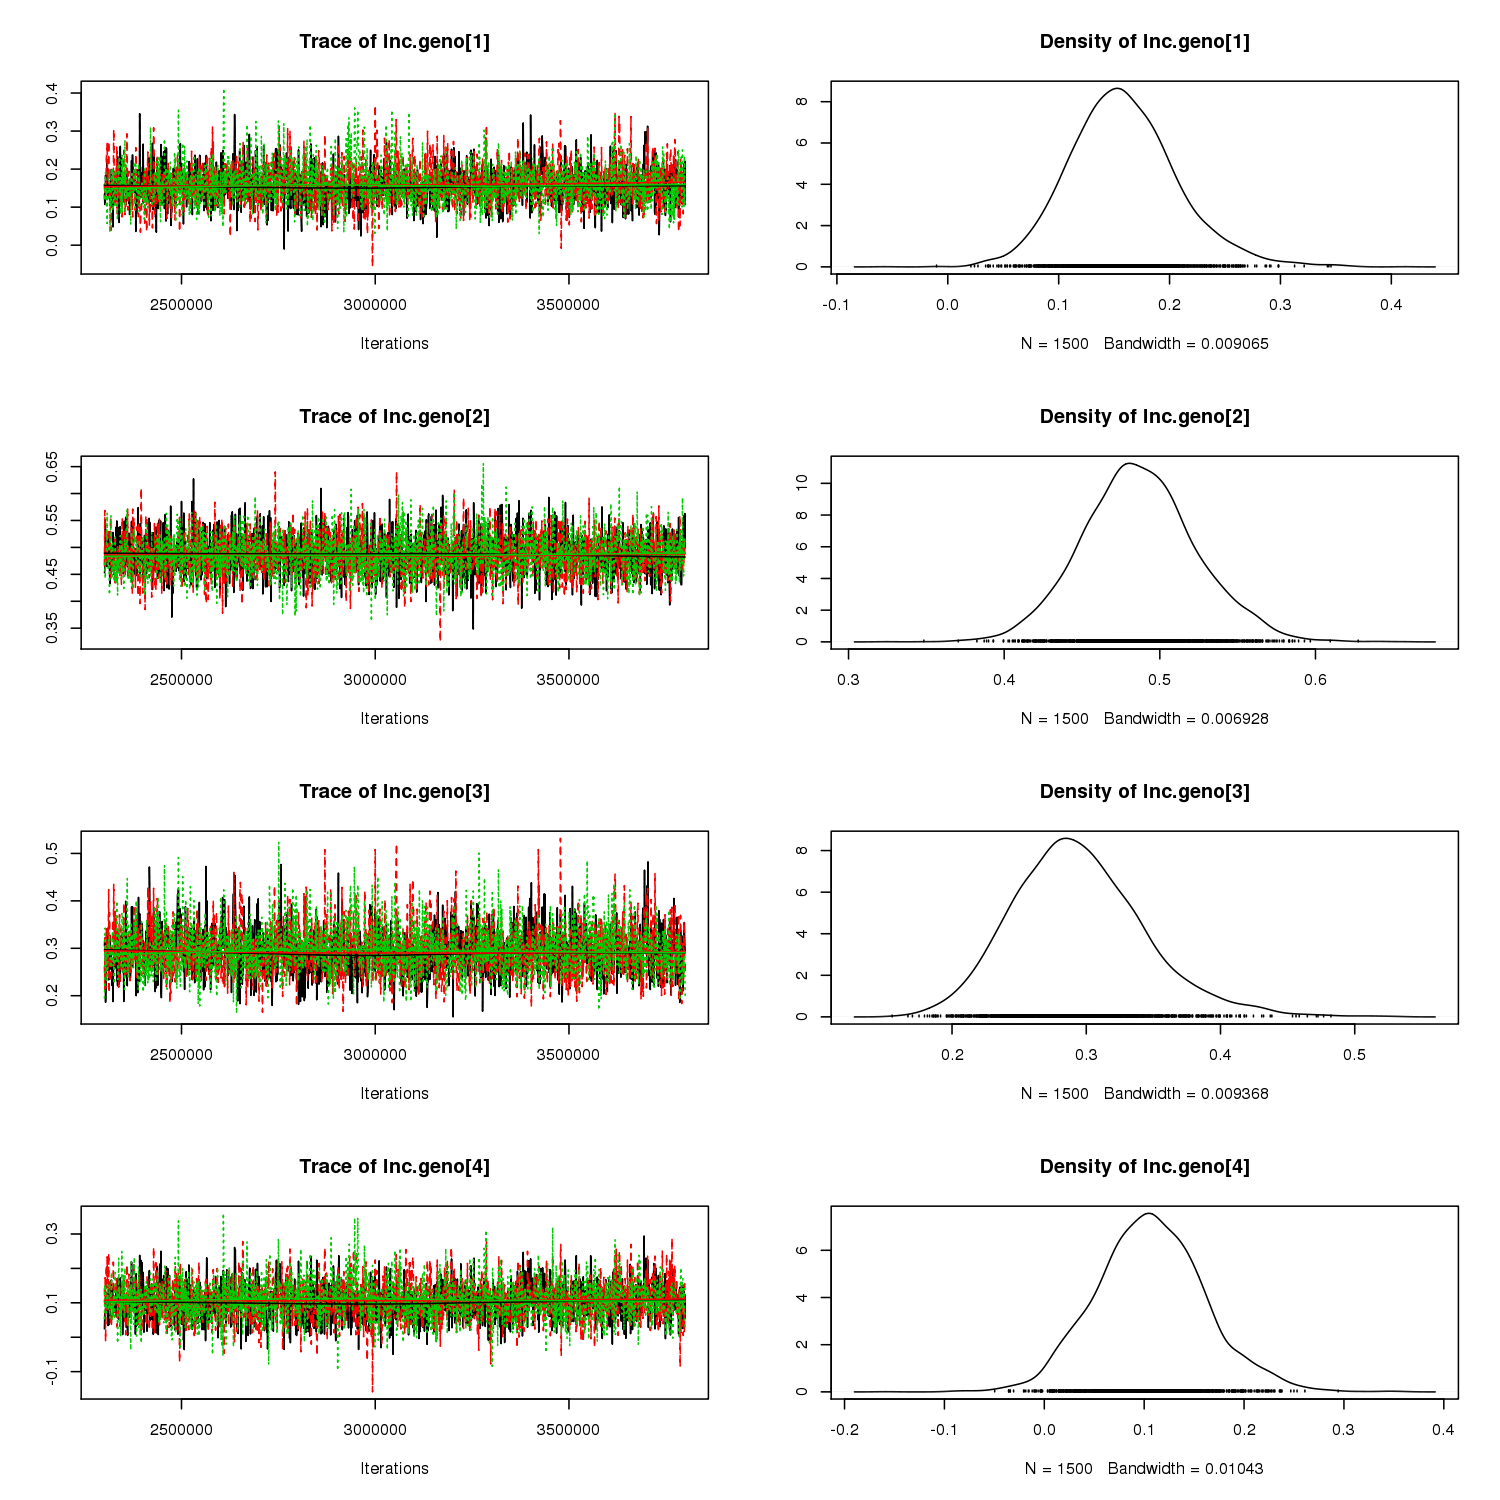 Trace of Inc.geno[1]
0.0 0.1 0.2 0.3 0.4
2500000 3000000 3500000
Iterations
Density of Inc.geno[1]
0 2 4 6 8
-0.1 0.0 0.1 0.2 0.3 0.4
N = 1500 Bandwidth = 0.009065
Trace of Inc.geno[2]
0.35 0.45 0.55 0.65
2500000 3000000 3500000
Iterations
Density of Inc.geno[2]
0 2 4 6 8 10
0.3 0.4 0.5 0.6
N = 1500 Bandwidth = 0.006928
Trace of Inc.geno[3]
0.2 0.3 0.4 0.5
2500000 3000000 3500000
Iterations
Density of Inc.geno[3]
0 2 4 6 8
0.2 0.3 0.4 0.5
N = 1500 Bandwidth = 0.009368
Trace of Inc.geno[4]
-0.1 0.1 0.3
2500000 3000000 3500000
Iterations
Density of Inc.geno[4]
0 2 4 6
-0.2 -0.1 0.0 0.1 0.2 0.3 0.4
N = 1500 Bandwidth = 0.01043